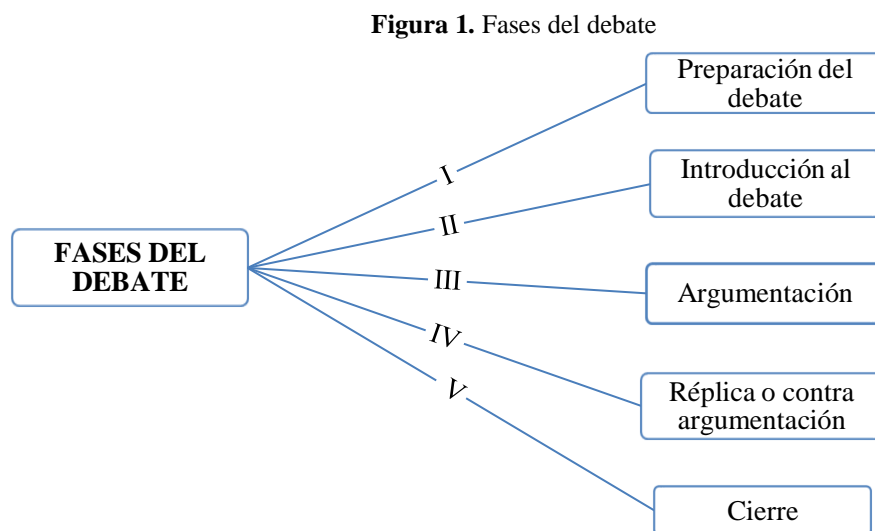 Figura 1. Fases del debate
Preparación del
debate
I
Introducción al
debate
II
FASES DEL
DEBATE
III
Argumentación
IV
Réplica o contra
argumentación
V
Cierre